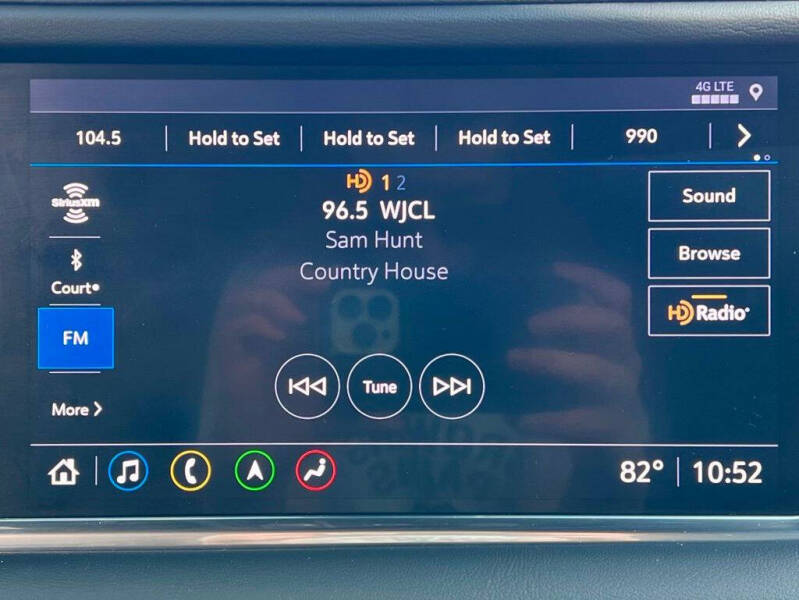 4G LTE
104.5 Hold to Set Hold to Set Hold to Set 990
HD 1 2
96.5 WJCL
Sam Hunt
Country House
SiriusXM
Court•
FM
More
Sound
Browse
HD Radio
Tune
82° 10:52